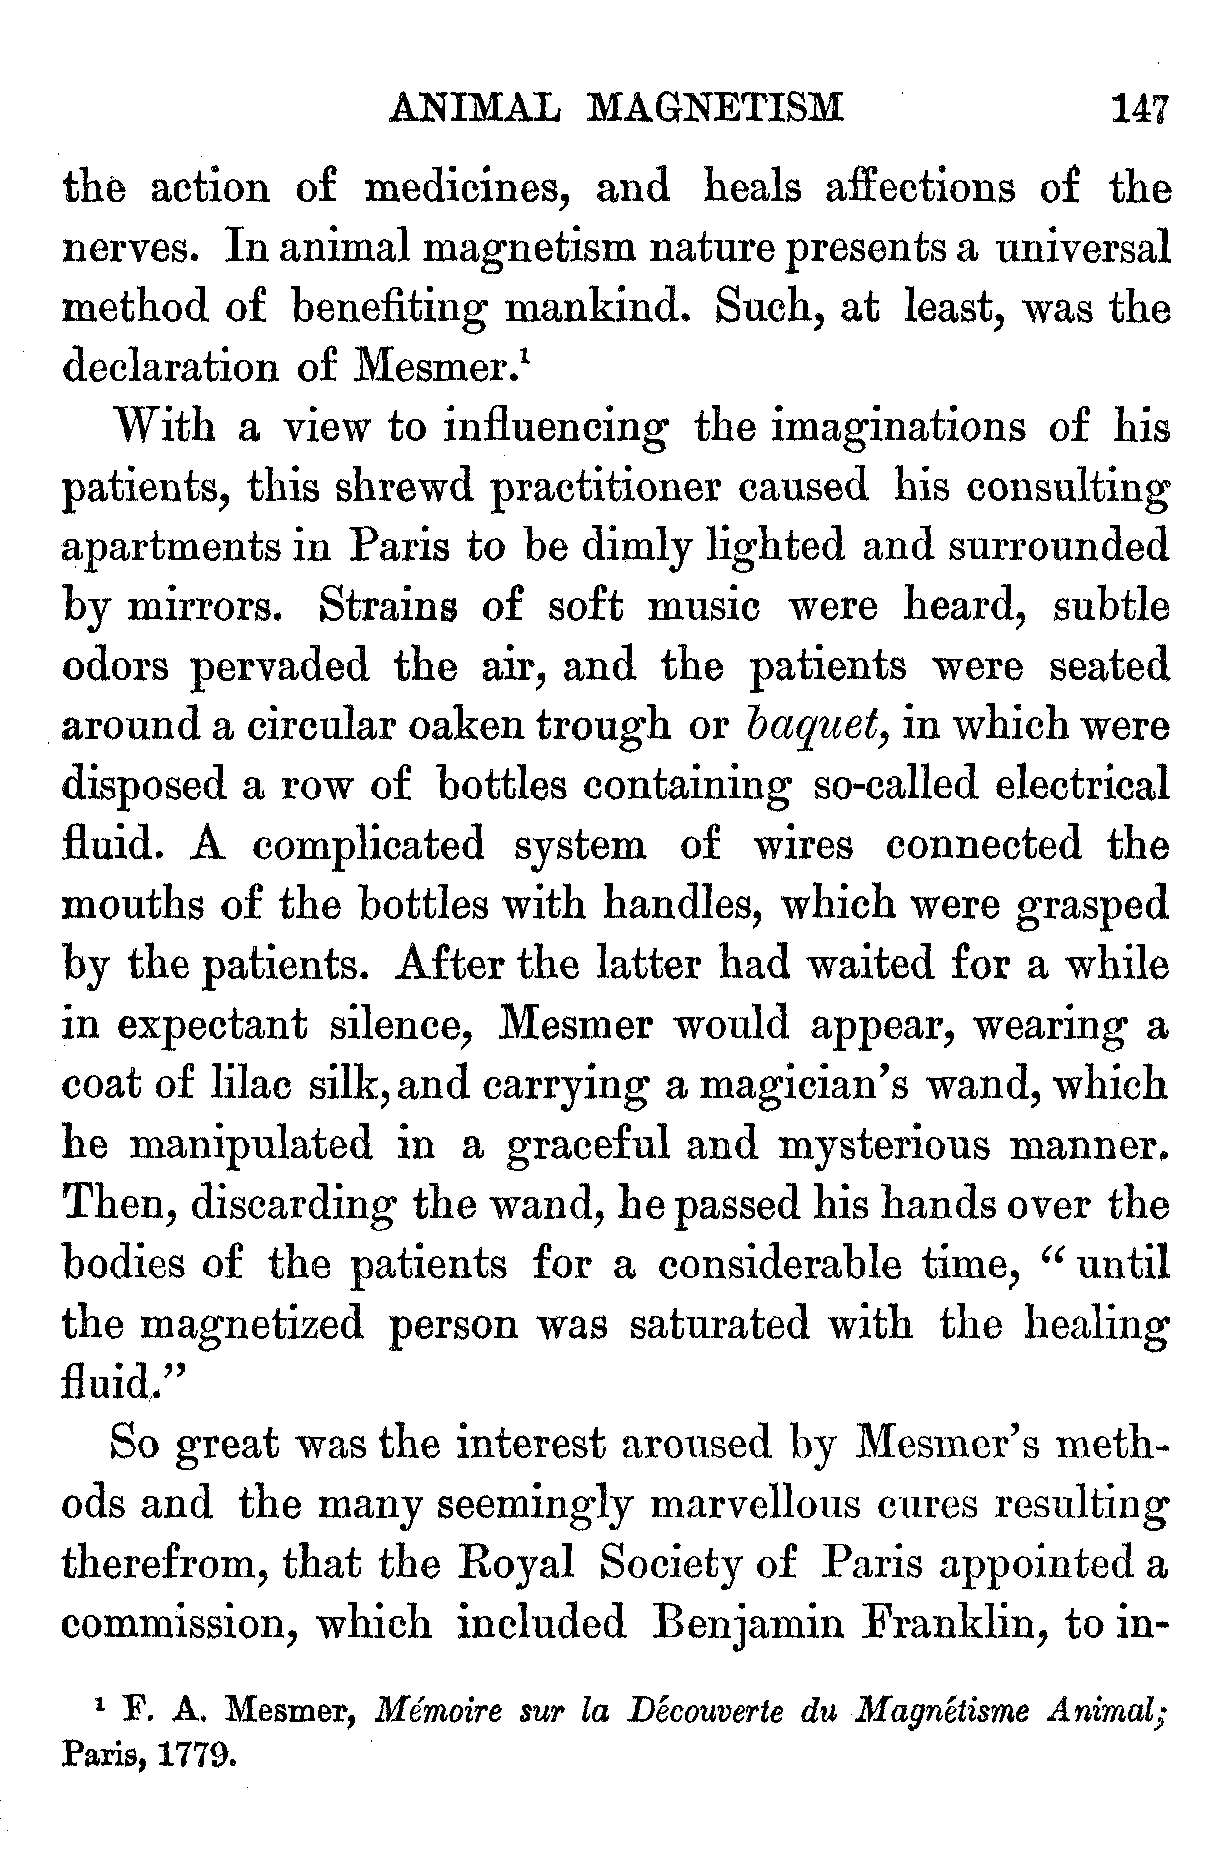 ANIMAL MAGNETISM 147
the action of medicines, and heals affections of the
nerves. In animal magnetism nature presents a universal
method of benefiting mankind. Such, at least, was the
declaration of Mesmer.¹
With a view to influencing the imaginations of his
patients, this shrewd practitioner caused his consulting
apartments in Paris to be dimly lighted and surrounded
by mirrors. Strains of soft music were heard, subtle
odors pervaded the air, and the patients were seated
around a circular oaken trough or baquet, in which were
disposed a row of bottles containing so-called electrical
fluid. A complicated system of wires connected the
mouths of the bottles with handles, which were grasped
by the patients. After the latter had waited for a while
in expectant silence, Mesmer would appear, wearing a
coat of lilac silk, and carrying a magician's wand, which
he manipulated in a graceful and mysterious manner.
Then, discarding the wand, he passed his hands over the
bodies of the patients for a considerable time, “ until
the magnetized person was saturated with the healing
fluid.”
So great was the interest aroused by Mesmer's meth-
ods and the many seemingly marvellous cures resulting
therefrom, that the Royal Society of Paris appointed a
commission, which included Benjamin Franklin, to in-
¹ F. A. Mesmer, Mémoire sur la Découverte du Magnétisme Animal;
Paris, 1779.